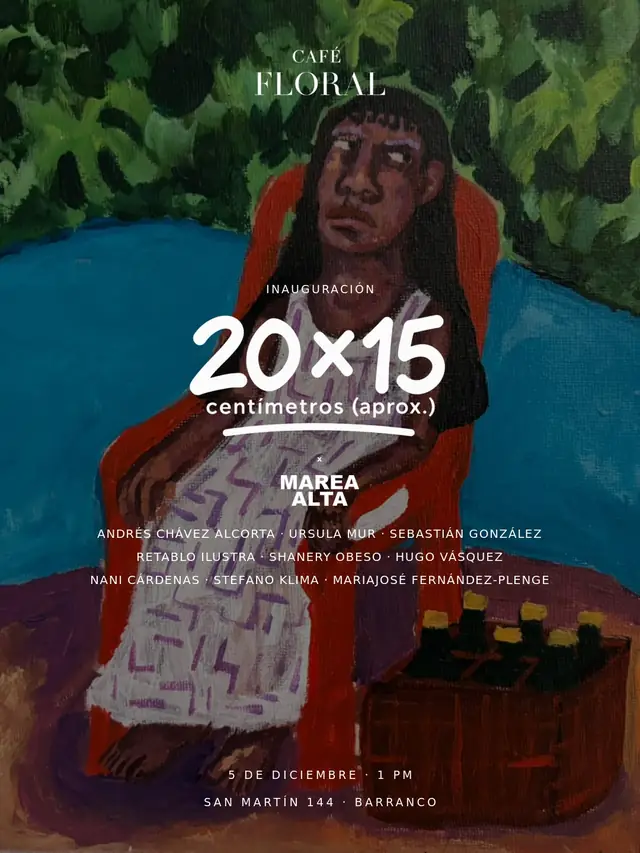 CAFÉ
FLORAL
INAUGURACIÓN
20×15
centímetros (aprox.)
x
MAREA
ALTA
ANDRÉS CHÁVEZ ALCORTA · URSULA MUR · SEBASTIÁN GONZÁLEZ
RETABLO ILUSTRA · SHANERY OBESO · HUGO VÁSQUEZ
NANI CÁRDENAS · STEFANO KLIMA · MARIAJOSÉ FERNÁNDEZ-PLENGE
5 DE DICIEMBRE · 1 PM
SAN MARTÍN 144 · BARRANCO